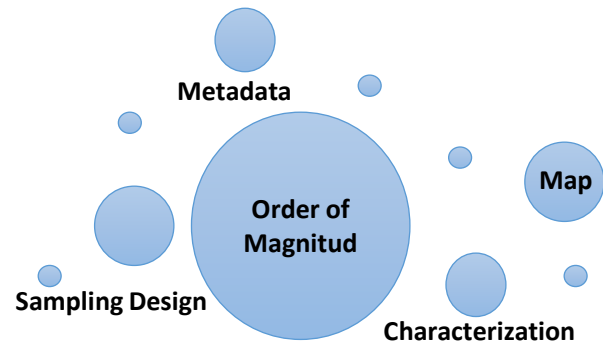 Metadata
Order of
Magnitud
Map
Sampling Design
Characterization